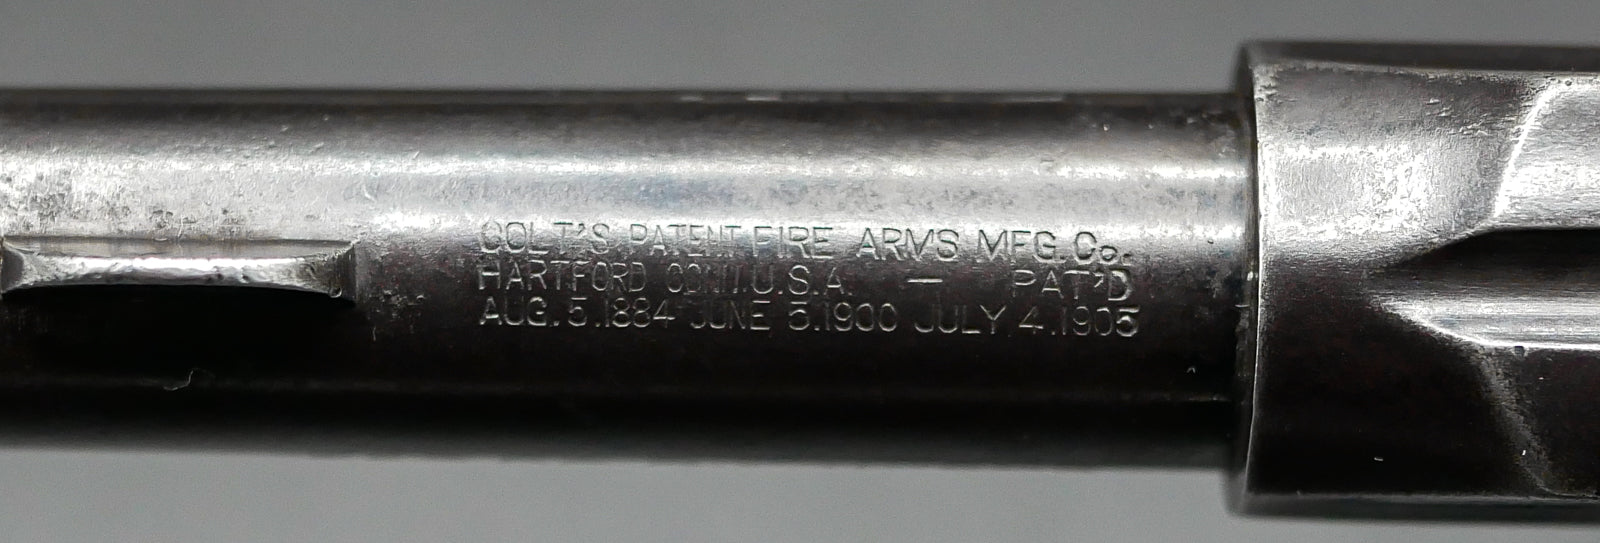 COLT'S PATENT FIRE ARMS MFG. Co.
HARTFORD CONN. U.S.A. — PAT'D
AUG. 5.1884 JUNE 5.1900 JULY 4.1905